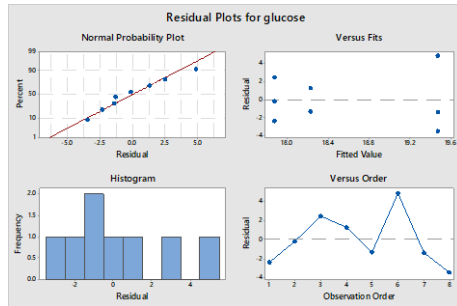 Residual Plots for glucose
Normal Probability Plot
99
90
50
10
1
Percent
-5.0 -2.5 0.0 2.5 5.0
Residual
Versus Fits
4
2
0
-2
-4
Residual
18.0 18.4 18.8 19.2 19.6
Fitted Value
Histogram
2.0
1.5
1.0
0.5
0.0
Frequency
-2 0 2 4
Residual
Versus Order
4
2
0
-2
-4
Residual
1 2 3 4 5 6 7 8
Observation Order